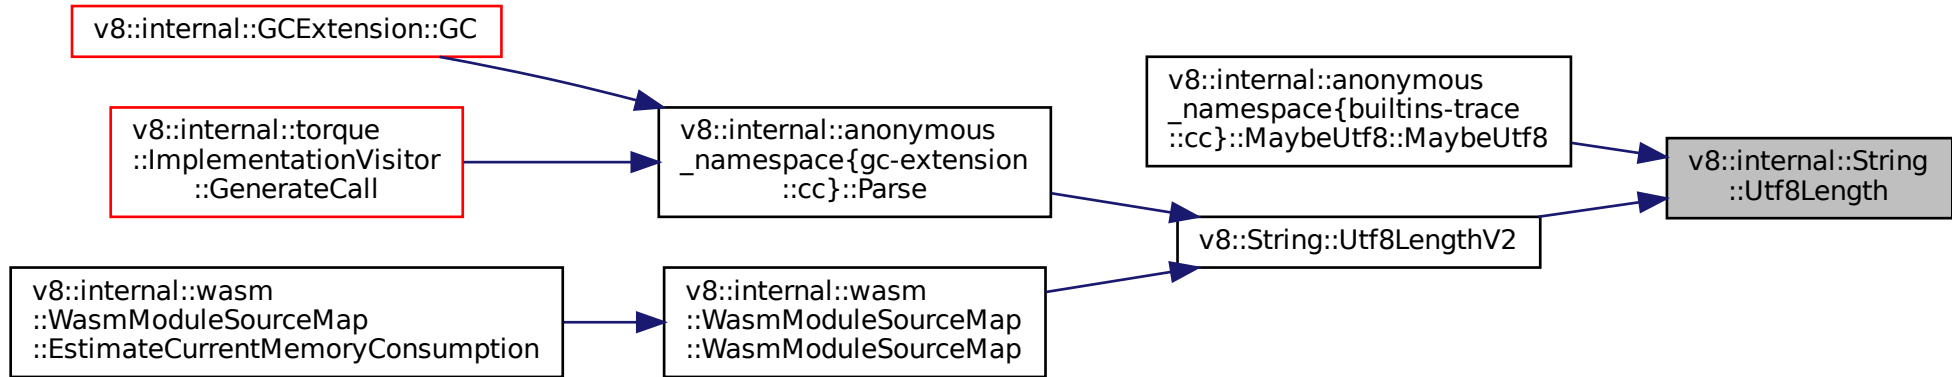 v8::internal::GCExtension::GC
v8::internal::torque
::ImplementationVisitor
::GenerateCall
v8::internal::wasm
::WasmModuleSourceMap
::EstimateCurrentMemoryConsumption
v8::internal::anonymous
_namespace{gc-extension
::cc}::Parse
v8::internal::wasm
::WasmModuleSourceMap
::WasmModuleSourceMap
v8::internal::anonymous
_namespace{builtins-trace
::cc}::MaybeUtf8::MaybeUtf8
v8::String::Utf8LengthV2
v8::internal::String
::Utf8Length